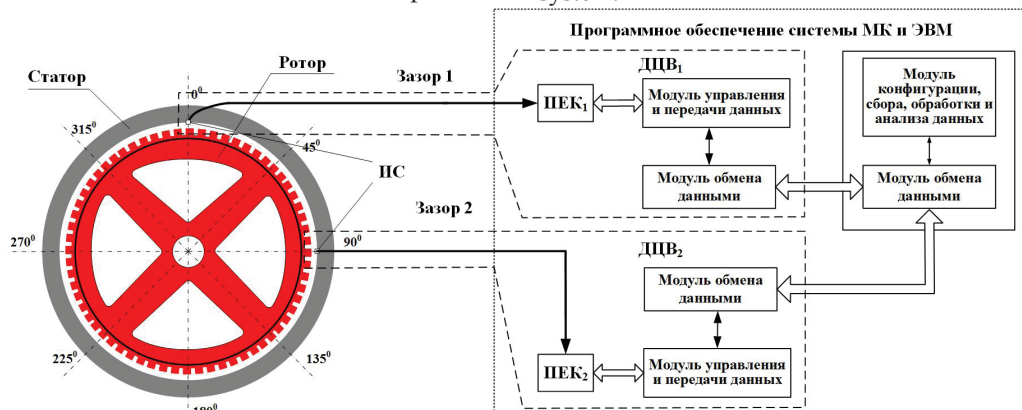 system.
Программное обеспечение системы МК и ЭВМ
Статор
Ротор
Зазор 1
ДЦВ₁
0⁰
315⁰
45⁰
ИС
270⁰
90⁰
225⁰
135⁰
ПЕК₁
Модуль управления
и передачи данных
Модуль обмена
данными
Модуль
конфигурации,
сбора, обработки и
анализа данных
Модуль обмена
данными
Зазор 2
ДЦВ₂
Модуль обмена
данными
ПЕК₂
Модуль управления
и передачи данных